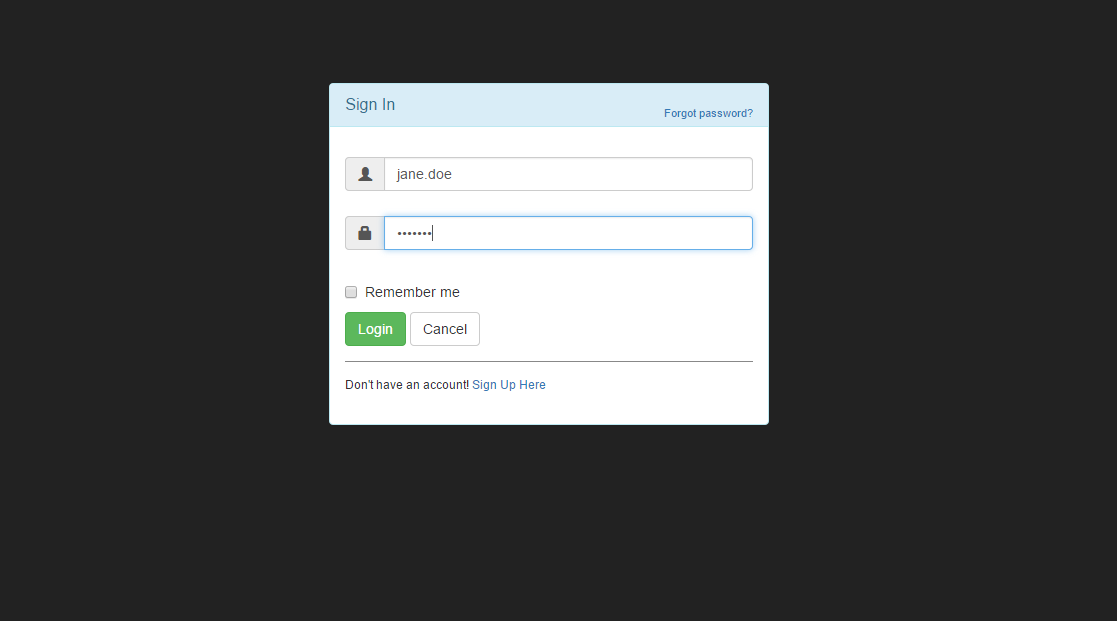 Sign In
Forgot password?
jane.doe
•••••••
Remember me
Login Cancel
Don't have an account! Sign Up Here